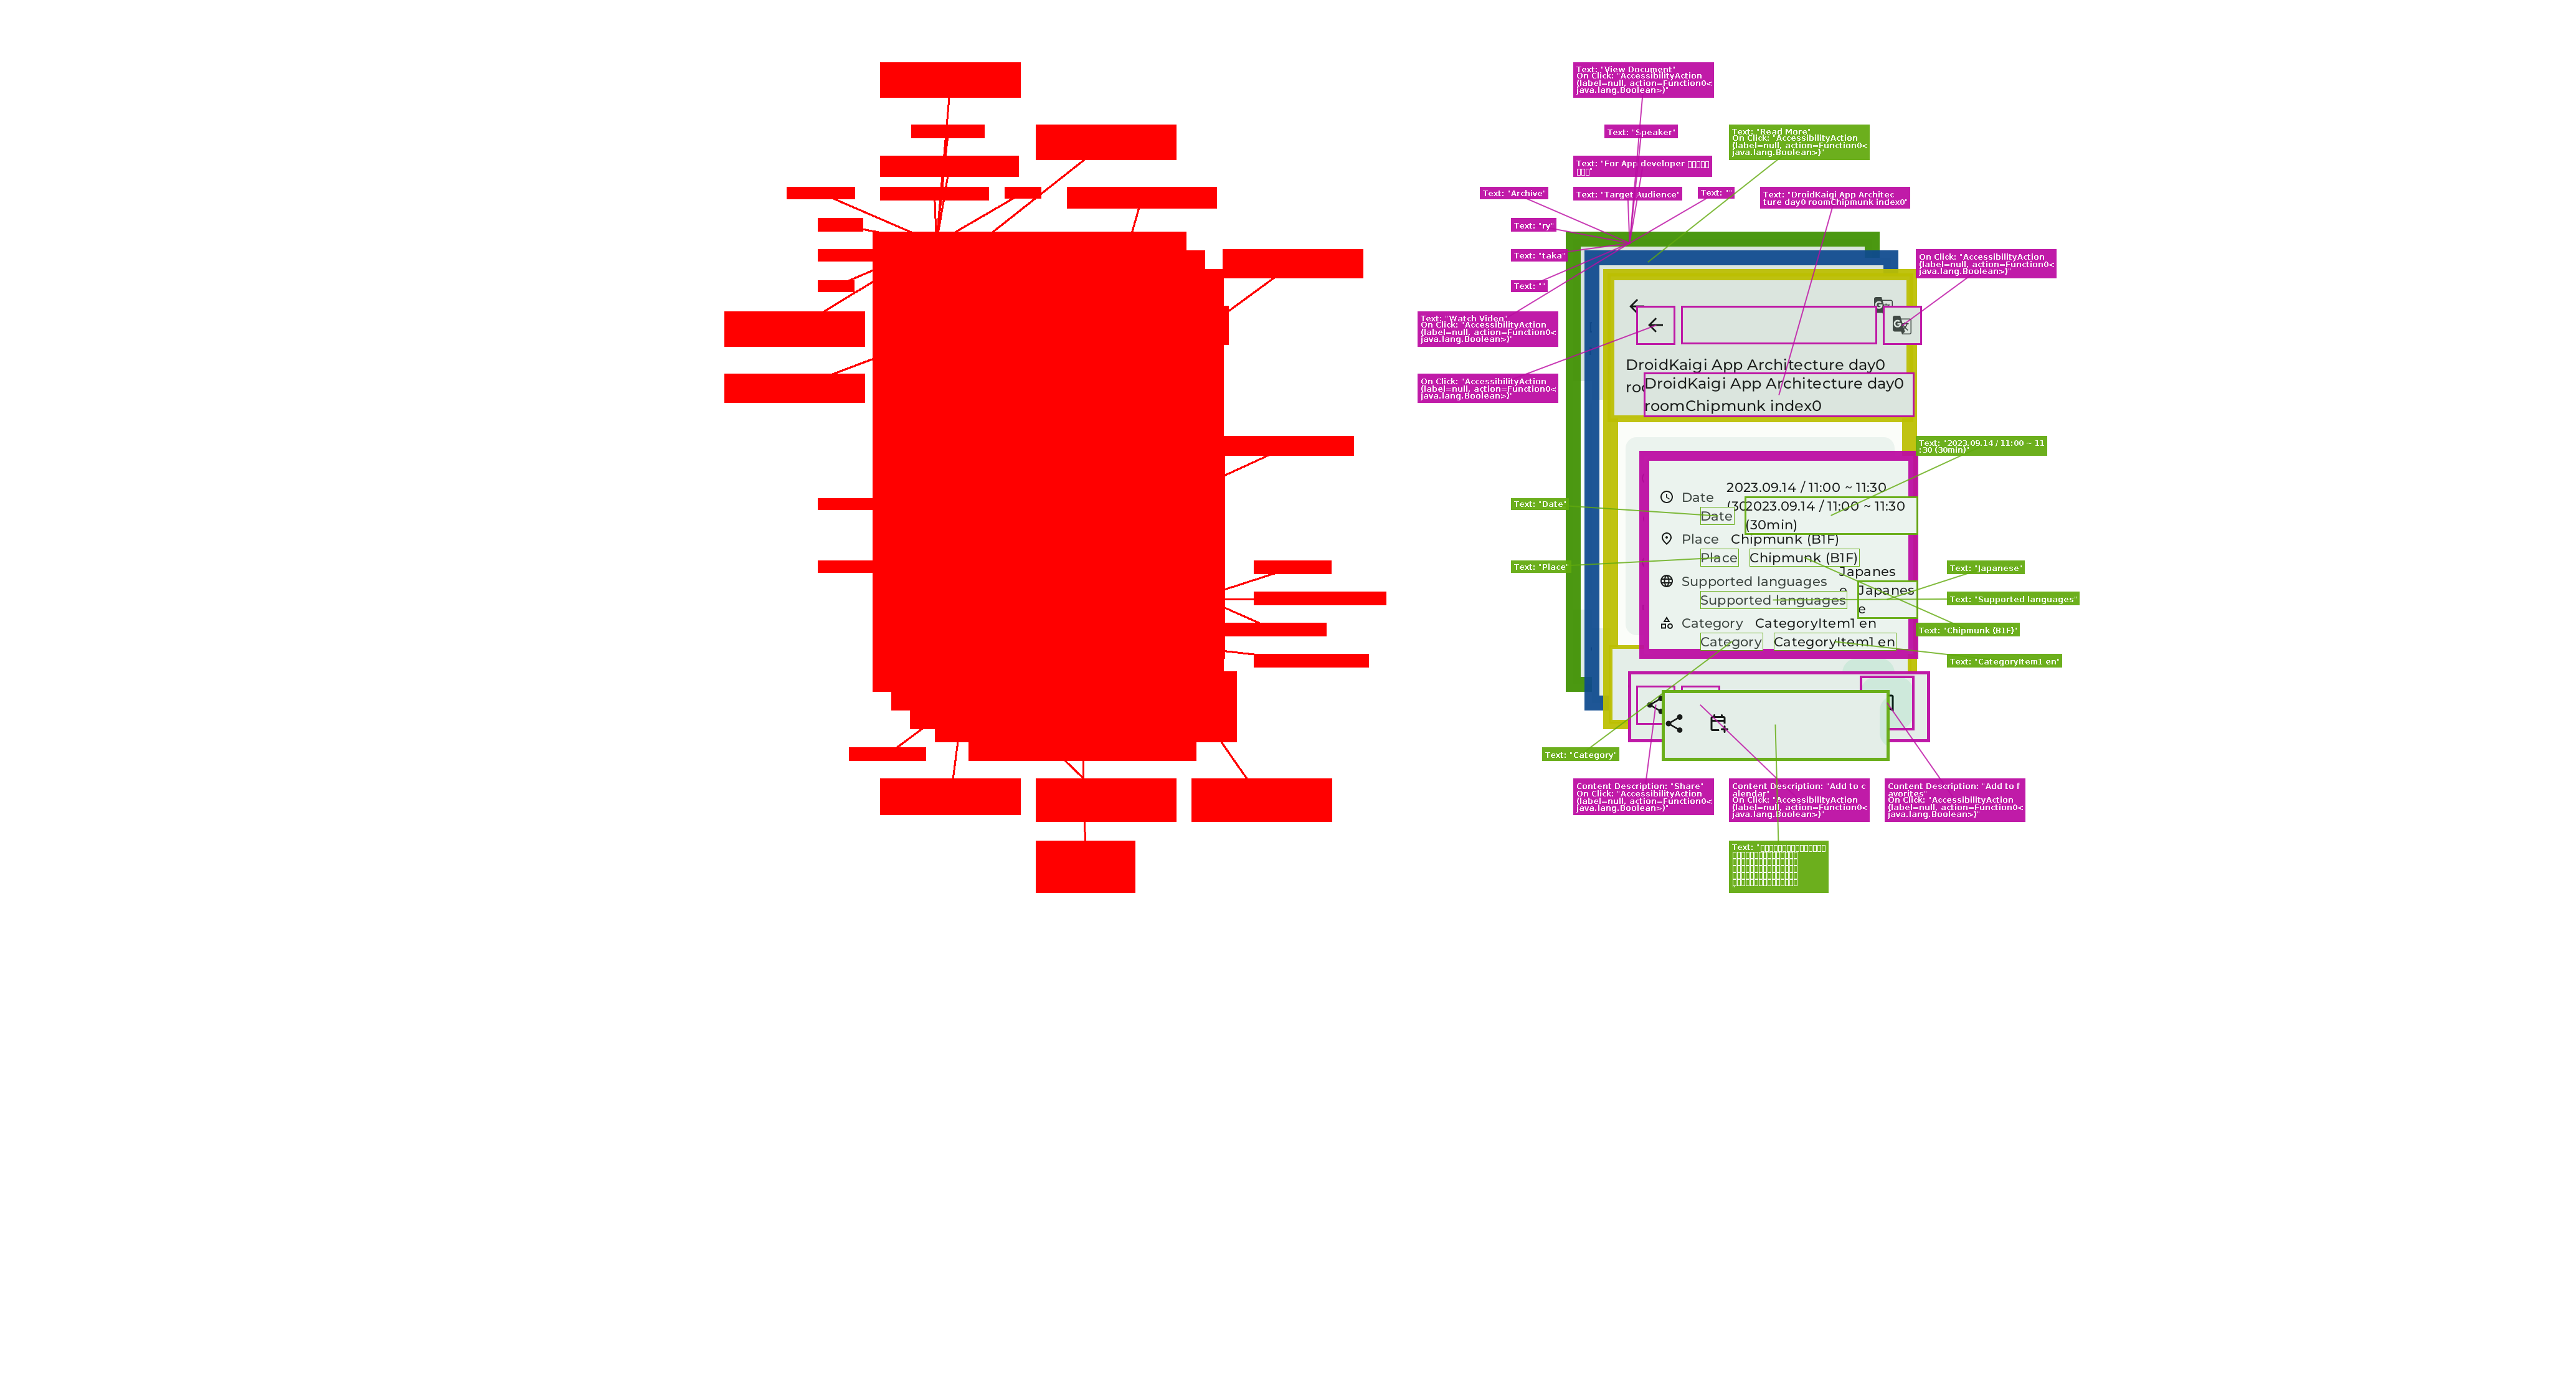 Text: "View Document"
On Click: "AccessibilityAction
(label=null, action=Function0<
java.lang.Boolean>)"
Text: "Speaker"
Text: "Read More"
On Click: "AccessibilityAction
(label=null, action=Function0<
java.lang.Boolean>)"
Text: "For App developer
Text: "Archive"
Text: "Target Audience"
Text: ""
Text: "DroidKaigi App Architec
ture day0 roomChipmunk index0"
Text: "ry"
Text: "taka"
On Click: "AccessibilityAction
(label=null, action=Function0<
java.lang.Boolean>)"
Text: ""
Text: "Watch Video"
On Click: "AccessibilityAction
(label=null, action=Function0<
java.lang.Boolean>)"
DroidKaigi App Architecture day0
On Click: "AccessibilityAction
(label=null, action=Function0<
java.lang.Boolean>)"
DroidKaigi App Architecture day0
roomChipmunk index0
Text: "2023.09.14 / 11:00 ~ 11
:30 (30min)"
2023.09.14 / 11:00 ~ 11:30
Date
Text: "Date"
2023.09.14 / 11:00 ~ 11:30
Date
(30min)
Place Chipmunk (B1F)
Text: "Place"
Place Chipmunk (B1F)
Japanes
Text: "Japanese"
Supported languages
e
Japanes
Supported languages
e
Text: "Supported languages"
Category CategoryItem1 en
Text: "Chipmunk (B1F)"
Category CategoryItem1 en
Text: "CategoryItem1 en"
Text: "Category"
Content Description: "Share"
On Click: "AccessibilityAction
(label=null, action=Function0<
java.lang.Boolean>)"
Content Description: "Add to c
alendar"
On Click: "AccessibilityAction
(label=null, action=Function0<
java.lang.Boolean>)"
Content Description: "Add to f
avorites"
On Click: "AccessibilityAction
(label=null, action=Function0<
java.lang.Boolean>)"
Text: "